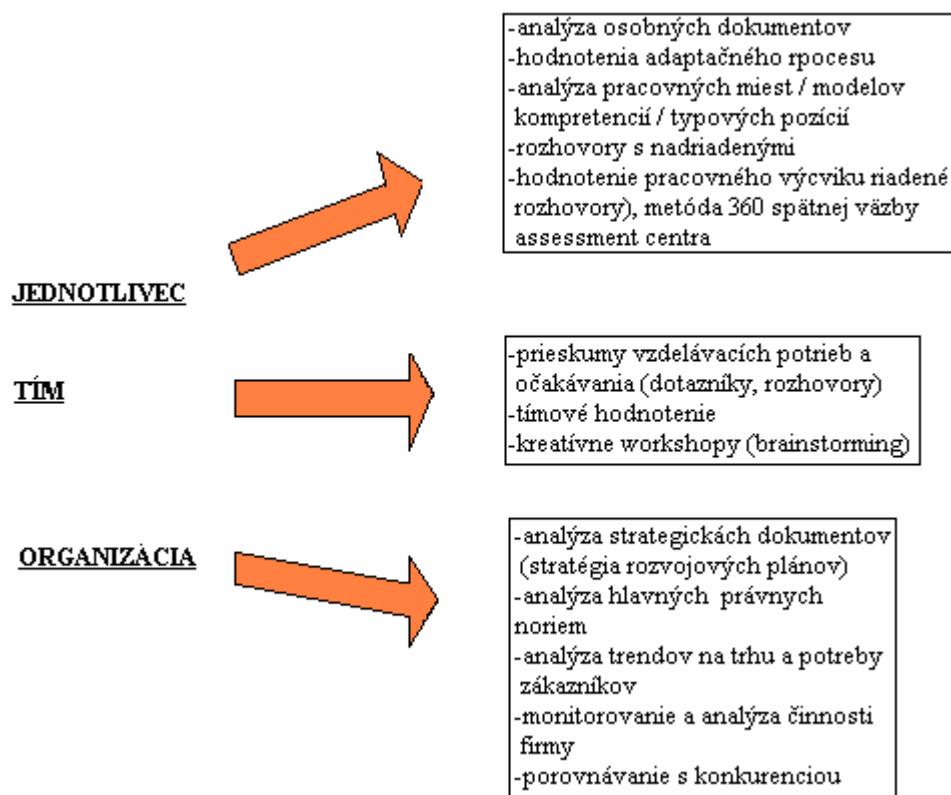 -analýza osobných dokumentov
-hodnotenia adaptačného rpocesu
-analýza pracovných miest / modelov
kompretencií / typových pozícií
-rozhovory s nadriadenými
-hodnotenie pracovného výcviku riadené
rozhovory), metóda 360 spätnej väzby
assessment centra
JEDNOTLIVEC
TÍM
-prieskumy vzdelávacích potrieb a
očakávania (dotazníky, rozhovory)
-tímové hodnotenie
-kreatívne workshopy (brainstorming)
ORGANIZÁCIA
-analýza strategickách dokumentov
(stratégia rozvojových plánov)
-analýza hlavných právnych
noriem
-analýza trendov na trhu a potreby
zákazníkov
-monitorovanie a analýza činnosti
firmy
-porovnávanie s konkurenciou